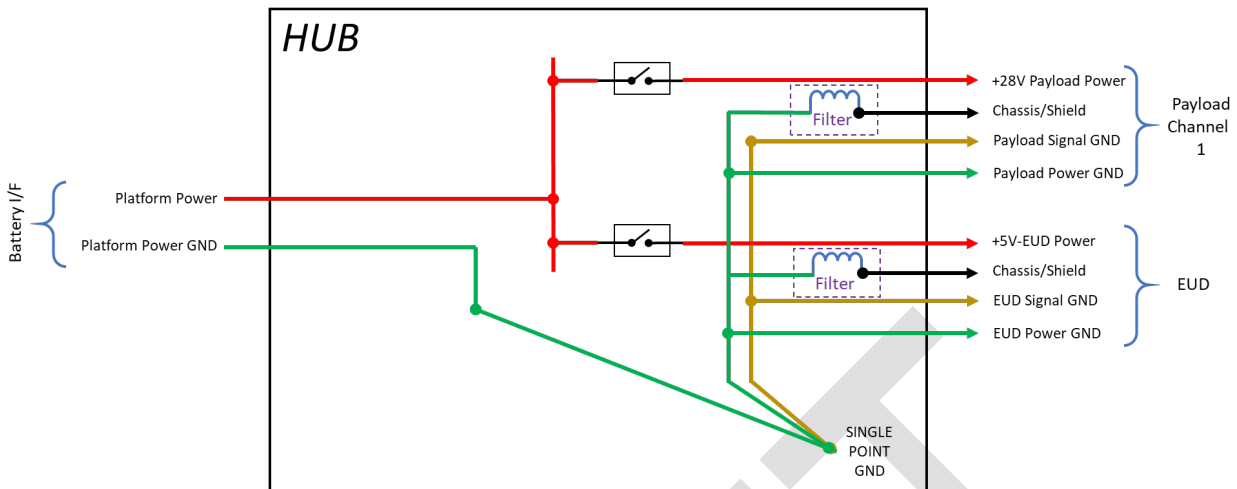 HUB
+28V Payload Power
Chassis/Shield
Filter
Payload Signal GND
Payload Power GND
Payload
Channel
1
Battery I/F
Platform Power
Platform Power GND
+5V-EUD Power
Chassis/Shield
Filter
EUD Signal GND
EUD Power GND
EUD
SINGLE
POINT
GND